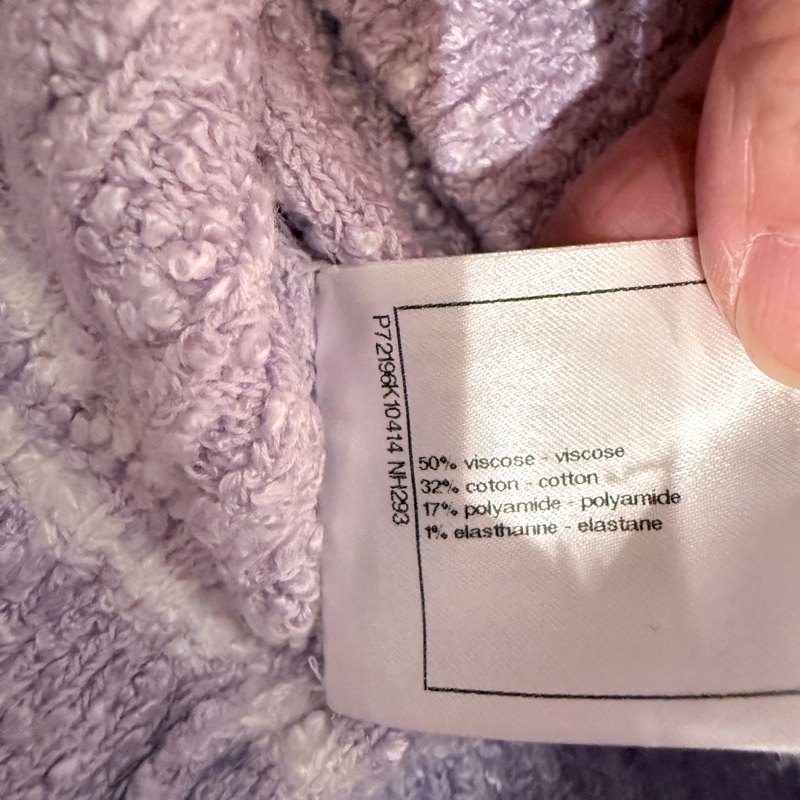 P72196K10414 NH293
50% viscose - viscose
32% coton - cotton
17% polyamide - polyamide
1% elasthanne - elastane